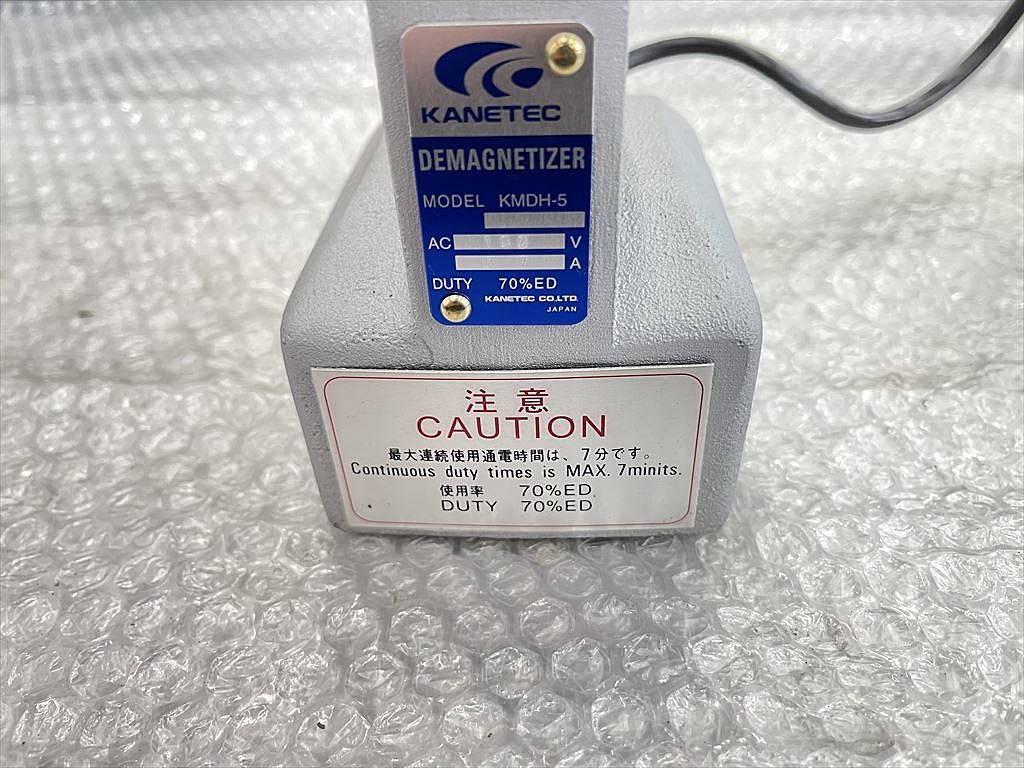 KANETEC
DEMAGNETIZER
MODEL KMDH-5
AC V
A
DUTY 70%ED
KANETEC CO.LTD.
JAPAN
注意
CAUTION
最大連続使用通電時間は、7分です。
Continuous duty times is MAX. 7minits.
使用率 70%ED
DUTY 70%ED